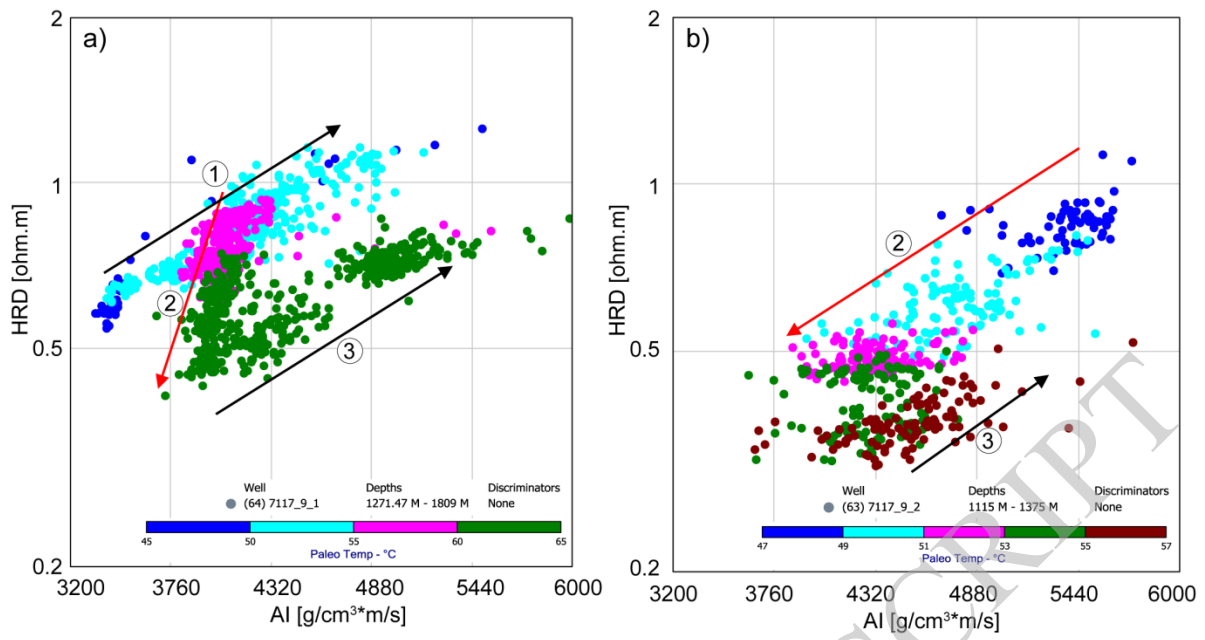 a)
2
1
0.5
0.2
HRD [ohm.m]
1
2
3
Well Depths Discriminators
(64) 7117_9_1 1271.47 M - 1809 M None
45 50 55 60 65
Paleo Temp - °C
3200 3760 4320 4880 5440 6000
AI [g/cm³*m/s]
b)
2
1
0.5
0.2
HRD [ohm.m]
2
3
Well Depths Discriminators
(63) 7117_9_2 1115 M - 1375 M None
47 49 51 53 55 57
Paleo Temp - °C
3200 3760 4320 4880 5440 6000
AI [g/cm³*m/s]
SCRIPT